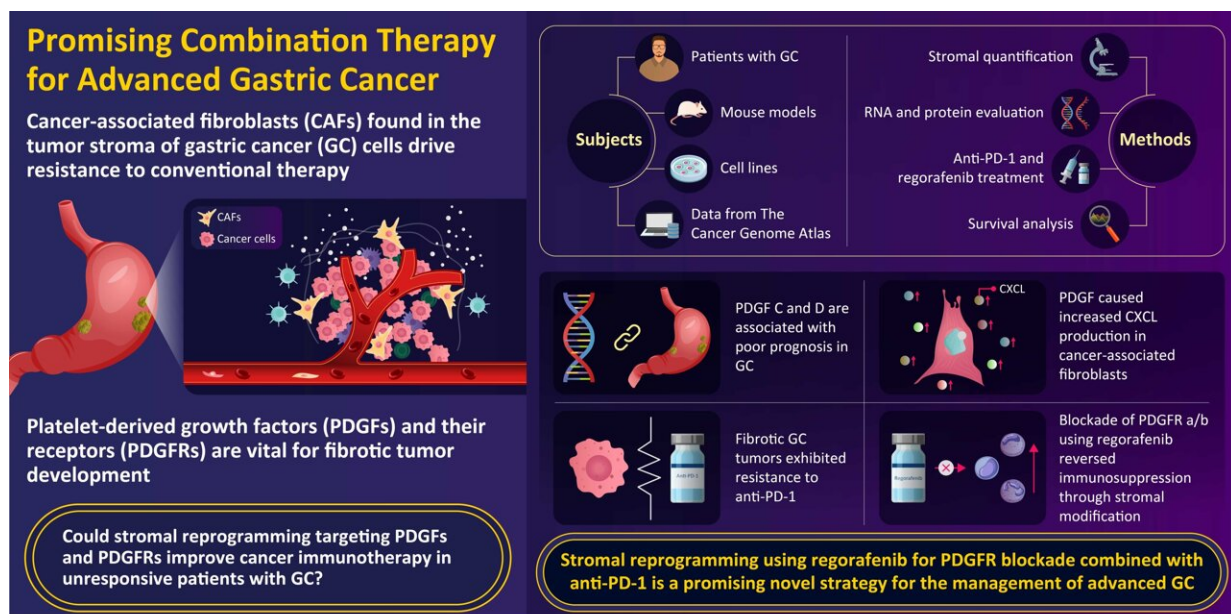 Promising Combination Therapy
for Advanced Gastric Cancer
Cancer-associated fibroblasts (CAFs) found in the
tumor stroma of gastric cancer (GC) cells drive
resistance to conventional therapy
CAFs
Cancer cells
Platelet-derived growth factors (PDGFs) and their
receptors (PDGFRs) are vital for fibrotic tumor
development
Could stromal reprogramming targeting PDGFs
and PDGFRs improve cancer immunotherapy in
unresponsive patients with GC?
Subjects
Patients with GC
Mouse models
Cell lines
Data from The
Cancer Genome Atlas
Methods
Stromal quantification
RNA and protein evaluation
Anti-PD-1 and
regorafenib treatment
Survival analysis
PDGF C and D are
associated with
poor prognosis in
GC
CXCL
PDGF caused
increased CXCL
production in
cancer-associated
fibroblasts
Anti-PD-1
Fibrotic GC
tumors exhibited
resistance to
anti-PD-1
Regorafenib
Blockade of PDGFR a/b
using regorafenib
reversed
immunosuppression
through stromal
modification
Stromal reprogramming using regorafenib for PDGFR blockade combined with
anti-PD-1 is a promising novel strategy for the management of advanced GC